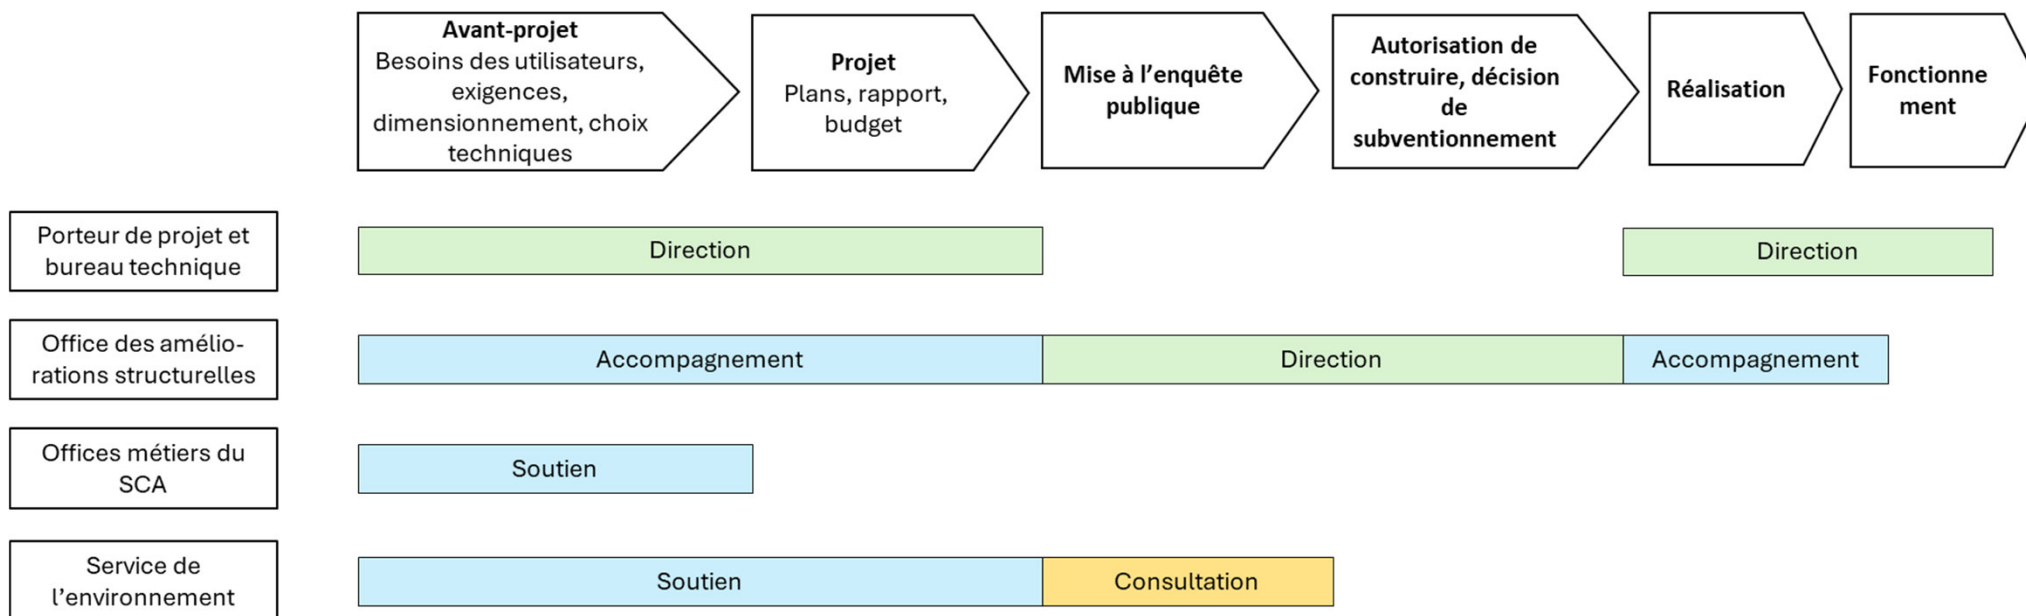 Avant-projet
Besoins des utilisateurs,
exigences,
dimensionnement, choix
techniques
Projet
Plans, rapport,
budget
Mise à l’enquête
publique
Autorisation de
construire, décision
de
subventionnement
Réalisation
Fonctionne
ment
Porteur de projet et
bureau technique
Direction
Direction
Office des amélio-
rations structurelles
Accompagnement
Direction
Accompagnement
Offices métiers du
SCA
Soutien
Service de
l’environnement
Soutien
Consultation